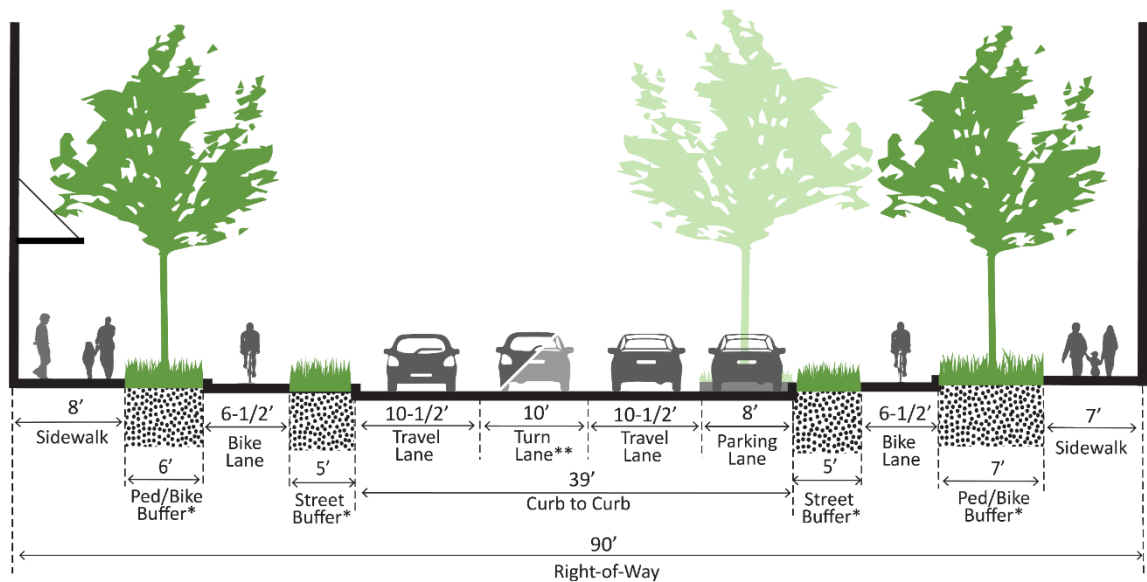 8’
Sidewalk
6’
Ped/Bike
Buffer*
6-1/2’
Bike
Lane
5’
Street
Buffer*
10-1/2’
Travel
Lane
10’
Turn
Lane**
10-1/2’
Travel
Lane
8’
Parking
Lane
39’
Curb to Curb
5’
Street
Buffer*
6-1/2’
Bike
Lane
7’
Ped/Bike
Buffer*
7’
Sidewalk
90’
Right-of-Way